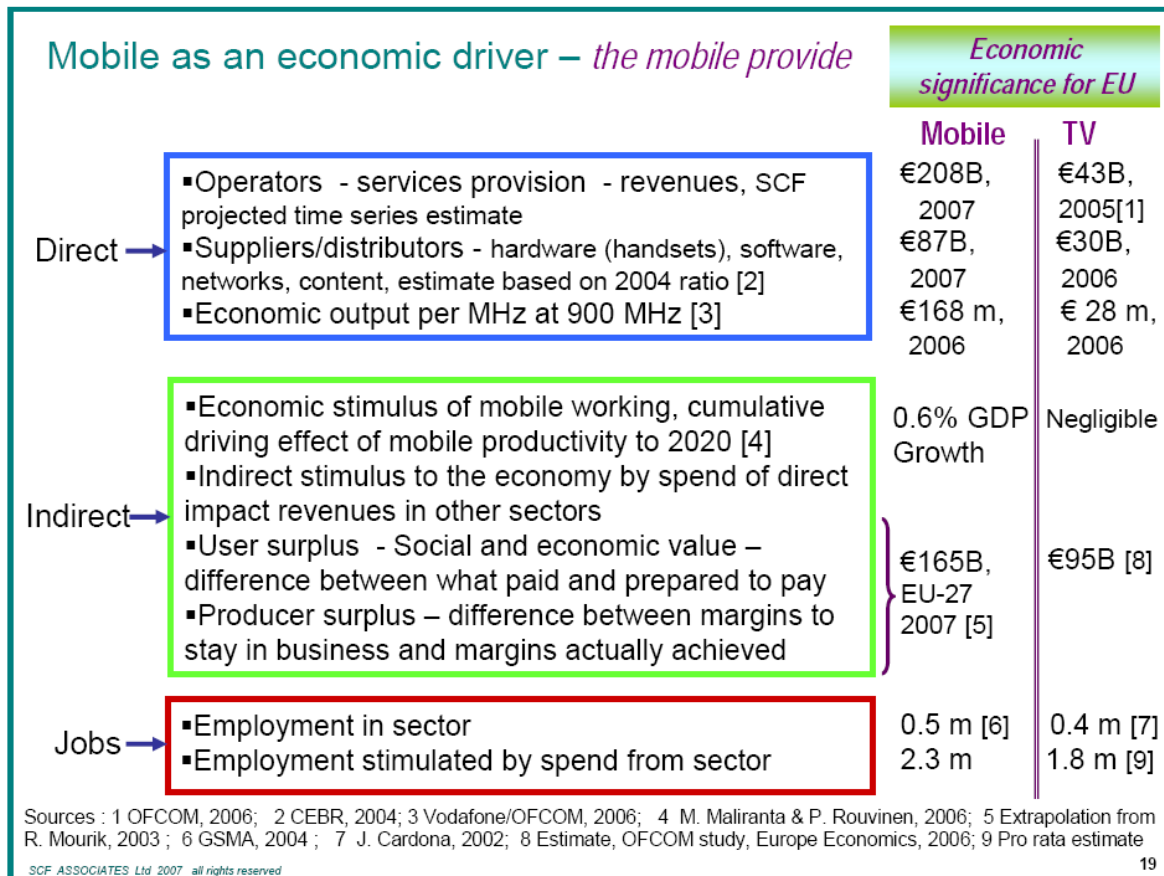 Mobile as an economic driver – the mobile provide
Economic
significance for EU
Mobile
TV
Direct
▪Operators - services provision - revenues, SCF
projected time series estimate
▪Suppliers/distributors - hardware (handsets), software,
networks, content, estimate based on 2004 ratio [2]
▪Economic output per MHz at 900 MHz [3]
€208B,
2007
€87B,
2007
€168 m,
2006
€43B,
2005[1]
€30B,
2006
€ 28 m,
2006
Indirect
▪Economic stimulus of mobile working, cumulative
driving effect of mobile productivity to 2020 [4]
▪Indirect stimulus to the economy by spend of direct
impact revenues in other sectors
▪User surplus - Social and economic value –
difference between what paid and prepared to pay
▪Producer surplus – difference between margins to
stay in business and margins actually achieved
0.6% GDP
Growth
Negligible
€165B,
EU-27
2007 [5]
€95B [8]
Jobs
▪Employment in sector
▪Employment stimulated by spend from sector
0.5 m [6]
2.3 m
0.4 m [7]
1.8 m [9]
Sources : 1 OFCOM, 2006; 2 CEBR, 2004; 3 Vodafone/OFCOM, 2006; 4 M. Maliranta & P. Rouvinen, 2006; 5 Extrapolation from
R. Mourik, 2003 ; 6 GSMA, 2004 ; 7 J. Cardona, 2002; 8 Estimate, OFCOM study, Europe Economics, 2006; 9 Pro rata estimate
SCF ASSOCIATES Ltd 2007 all rights reserved
19